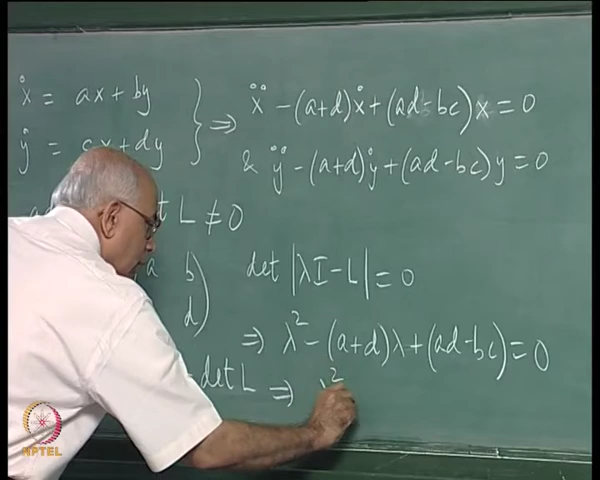 ẋ = ax + by } ⇒ ẍ − (a+d)ẋ + (ad−bc)x = 0
ẏ = cx + dy & ÿ − (a+d)ẏ + (ad−bc)y = 0
L ≠ 0
a b
d) det |λI − L| = 0
⇒ λ² − (a+d)λ + (ad−bc) = 0
det L ⇒ λ²
NPTEL